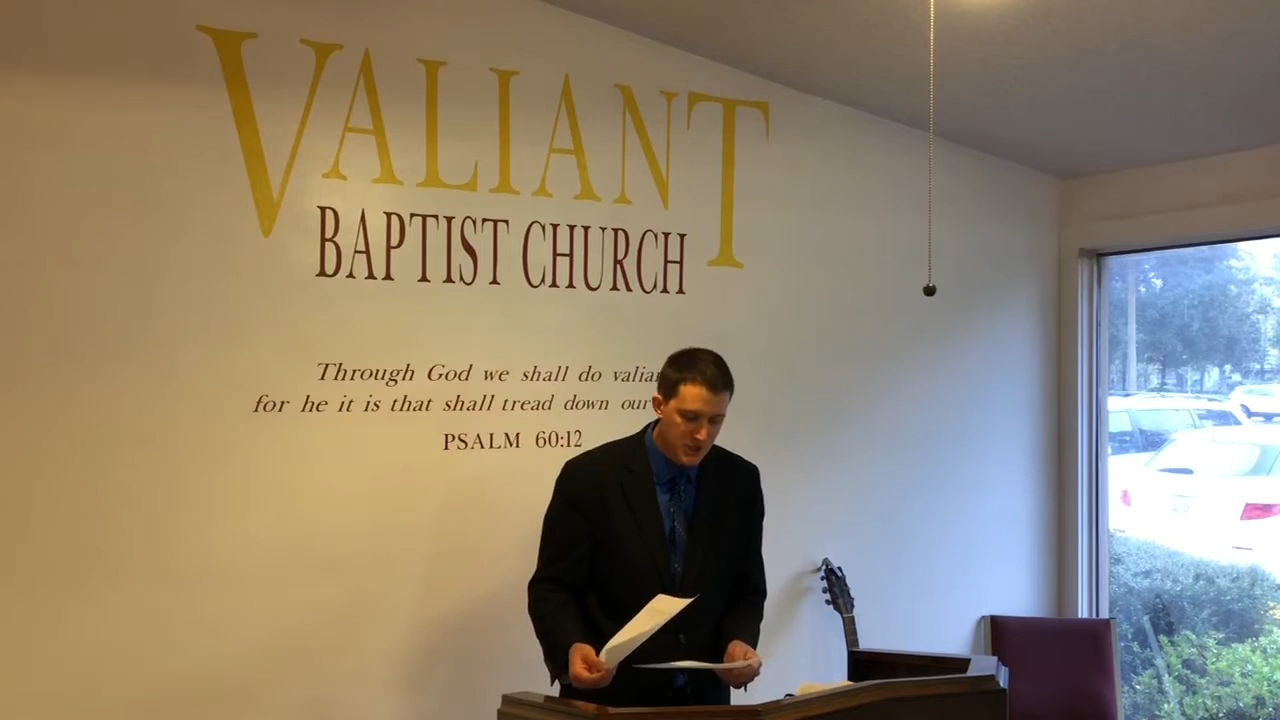 VALIANT
BAPTIST CHURCH
Through God we shall do
for he it is that shall tread down our
PSALM 60:12